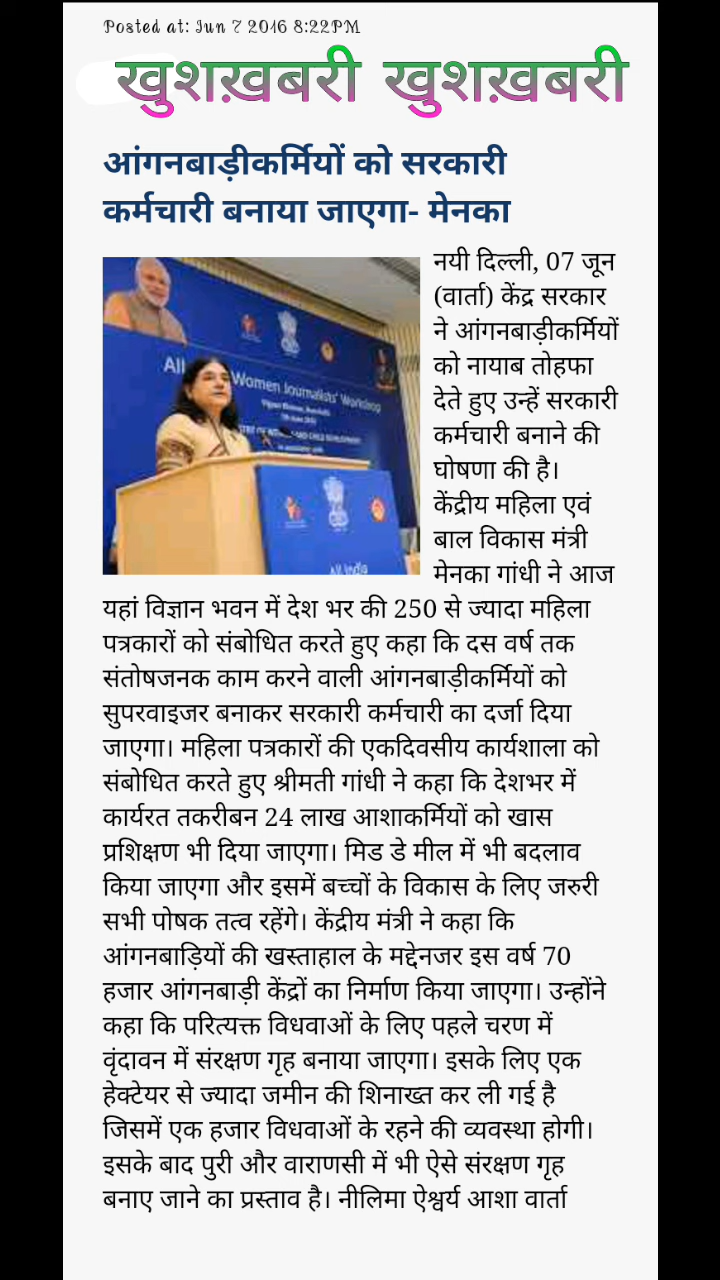 Posted at: Jun 7 2016 8:22PM
खुशख़बरी खुशख़बरी
आंगनबाड़ीकर्मियों को सरकारी
कर्मचारी बनाया जाएगा- मेनका
All
Women Journalists' Workshop
All India
नयी दिल्ली, 07 जून
(वार्ता) केंद्र सरकार
ने आंगनबाड़ीकर्मियों
को नायाब तोहफा
देते हुए उन्हें सरकारी
कर्मचारी बनाने की
घोषणा की है।
केंद्रीय महिला एवं
बाल विकास मंत्री
मेनका गांधी ने आज
यहां विज्ञान भवन में देश भर की 250 से ज्यादा महिला
पत्रकारों को संबोधित करते हुए कहा कि दस वर्ष तक
संतोषजनक काम करने वाली आंगनबाड़ीकर्मियों को
सुपरवाइजर बनाकर सरकारी कर्मचारी का दर्जा दिया
जाएगा। महिला पत्रकारों की एकदिवसीय कार्यशाला को
संबोधित करते हुए श्रीमती गांधी ने कहा कि देशभर में
कार्यरत तकरीबन 24 लाख आशाकर्मियों को खास
प्रशिक्षण भी दिया जाएगा। मिड डे मील में भी बदलाव
किया जाएगा और इसमें बच्चों के विकास के लिए जरुरी
सभी पोषक तत्व रहेंगे। केंद्रीय मंत्री ने कहा कि
आंगनबाड़ियों की खस्ताहाल के मद्देनजर इस वर्ष 70
हजार आंगनबाड़ी केंद्रों का निर्माण किया जाएगा। उन्होंने
कहा कि परित्यक्त विधवाओं के लिए पहले चरण में
वृंदावन में संरक्षण गृह बनाया जाएगा। इसके लिए एक
हेक्टेयर से ज्यादा जमीन की शिनाख्त कर ली गई है
जिसमें एक हजार विधवाओं के रहने की व्यवस्था होगी।
इसके बाद पुरी और वाराणसी में भी ऐसे संरक्षण गृह
बनाए जाने का प्रस्ताव है। नीलिमा ऐश्वर्य आशा वार्ता